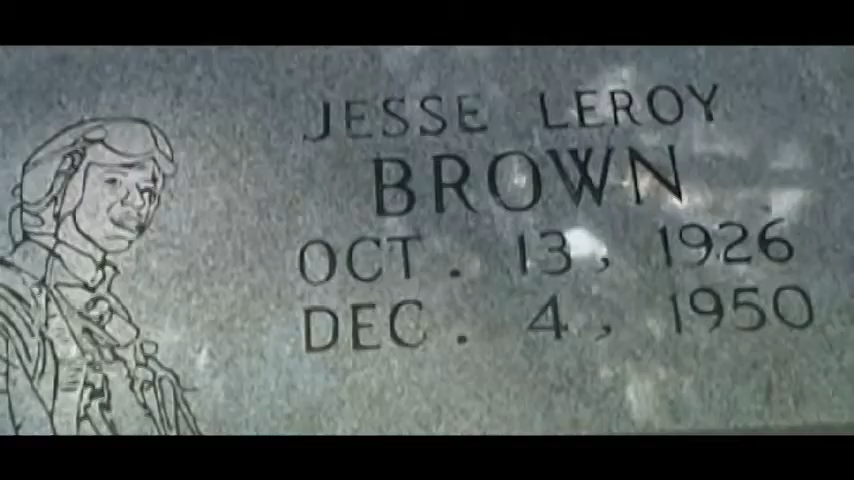 JESSE LEROY
BROWN
OCT. 13, 1926
DEC. 4, 1950